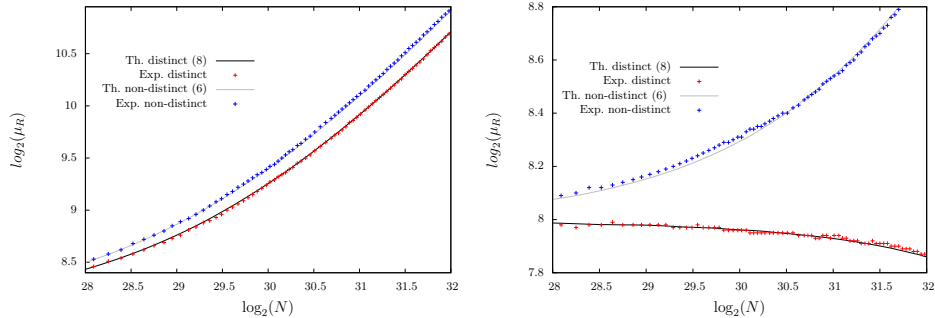 10.5
10
9.5
9
8.5
28 28.5 29 29.5 30 30.5 31 31.5 32
log₂(N)
log₂(μ_R)
Th. distinct (8)
Exp. distinct
Th. non-distinct (6)
Exp. non-distinct
8.8
8.6
8.4
8.2
8
7.8
28 28.5 29 29.5 30 30.5 31 31.5 32
log₂(N)
log₂(μ_R)
Th. distinct (8)
Exp. distinct
Th. non-distinct (6)
Exp. non-distinct